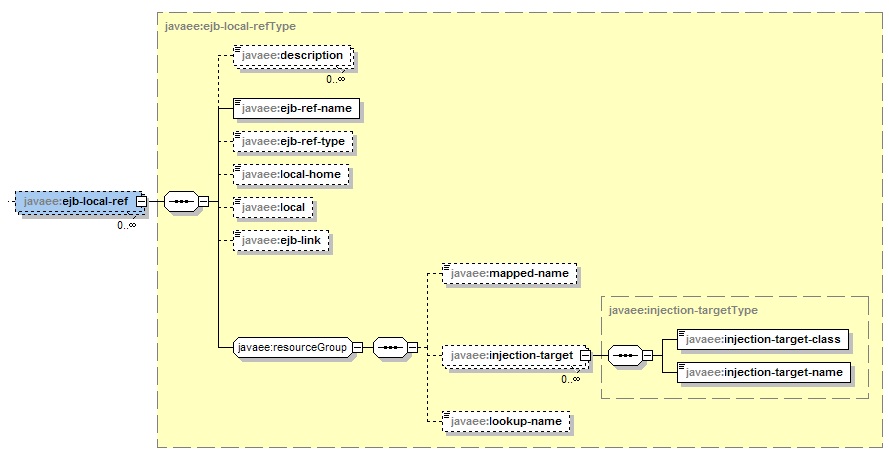 javaee:ejb-local-refType
javaee:description
0..∞
javaee:ejb-ref-name
javaee:ejb-ref-type
javaee:local-home
javaee:ejb-local-ref
0..∞
javaee:local
javaee:ejb-link
javaee:mapped-name
javaee:injection-targetType
javaee:resourceGroup
javaee:injection-target
0..∞
javaee:injection-target-class
javaee:injection-target-name
javaee:lookup-name